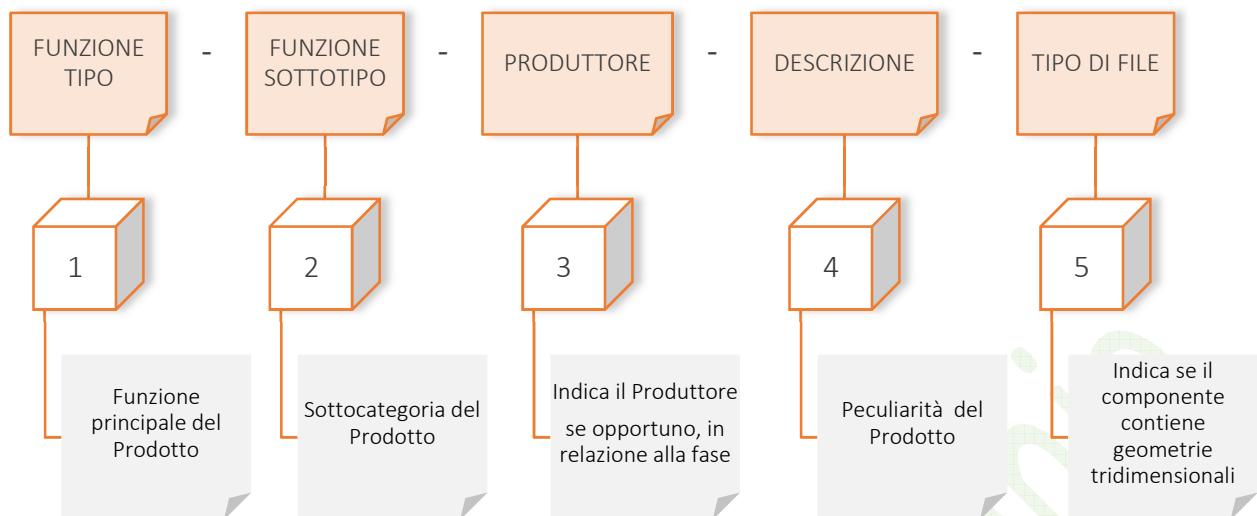 FUNZIONE
TIPO
-
FUNZIONE
SOTTOTIPO
-
PRODUTTORE
-
DESCRIZIONE
-
TIPO DI FILE
1
2
3
4
5
Funzione
principale del
Prodotto
Sottocategoria del
Prodotto
Indica il Produttore
se opportuno, in
relazione alla fase
Peculiarità del
Prodotto
Indica se il
componente
contiene
geometrie
tridimensionali